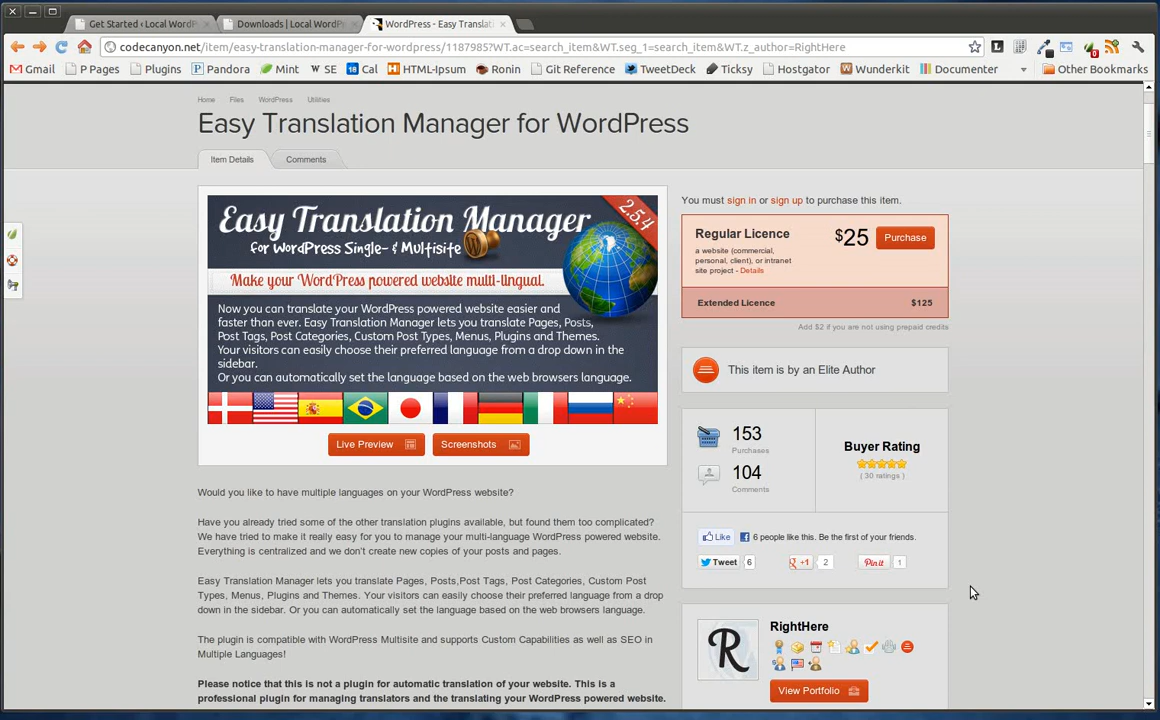 Get Started ‹ Local WordP
Downloads | Local WordPr
WordPress - Easy Translati
codecanyon.net/item/easy-translation-manager-for-wordpress/1187985?WT.ac=search_item&WT.seg_1=search_item&WT.z_author=RightHere
Gmail P Pages Plugins Pandora Mint W SE 18 Cal HTML-Ipsum Ronin Git Reference TweetDeck Ticksy Hostgator Wunderkit Documenter Other Bookmarks
Home Files WordPress Utilities
Easy Translation Manager for WordPress
Item Details Comments
Easy Translation Manager
for WordPress Single- & Multisite
2.5.4
Make your WordPress powered website multi-lingual.
Now you can translate your WordPress powered website easier and
faster than ever. Easy Translation Manager lets you translate Pages, Posts,
Post Tags, Post Categories, Custom Post Types, Menus, Plugins and Themes.
Your visitors can easily choose their preferred language from a drop down in the
sidebar.
Or you can automatically set the language based on the web browsers language.
Live Preview Screenshots
Would you like to have multiple languages on your WordPress website?
Have you already tried some of the other translation plugins available, but found them too complicated?
We have tried to make it really easy for you to manage your multi-language WordPress powered website.
Everything is centralized and we don't create new copies of your posts and pages.
Easy Translation Manager lets you translate Pages, Posts,Post Tags, Post Categories, Custom Post
Types, Menus, Plugins and Themes. Your visitors can easily choose their preferred language from a drop
down in the sidebar. Or you can automatically set the language based on the web browsers language.
The plugin is compatible with WordPress Multisite and supports Custom Capabilities as well as SEO in
Multiple Languages!
Please notice that this is not a plugin for automatic translation of your website. This is a
professional plugin for managing translators and the translating your WordPress powered website.
You must sign in or sign up to purchase this item.
Regular Licence $25 Purchase
a website (commercial,
personal, client), or intranet
site project - Details
Extended Licence $125
Add $2 if you are not using prepaid credits
This item is by an Elite Author
153
Purchases
104
Comments
Buyer Rating
( 30 ratings )
Like 6 people like this. Be the first of your friends.
Tweet 6 +1 2 Pin it 1
RightHere
R
View Portfolio